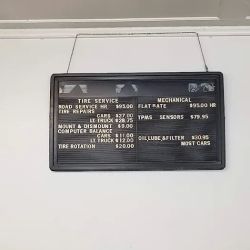 TIRE SERVICE
ROAD SERVICE HR $95.00
TIRE REPAIRS
CARS $27.00
LT. TRUCK $28.75
MOUNT & DISMOUNT $9.00
COMPUTER BALANCE
CARS $11.00
LT. TRUCK $12.00
TIRE ROTATION $20.00
MECHANICAL
FLAT RATE $95.00 HR
TPMS SENSORS $79.95
OIL LUBE & FILTER $30.95
MOST CARS